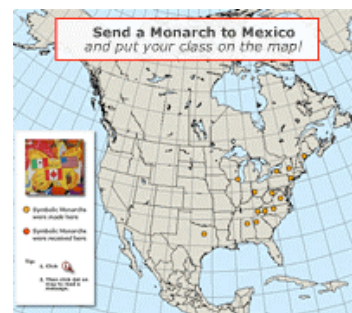 Send a Monarch to Mexico
and put your class on the map!
Symbolic Monarchs
were made here
Symbolic Monarchs
were received here
Tip:
1. Click
2. Then click dot on
map to read a
message.